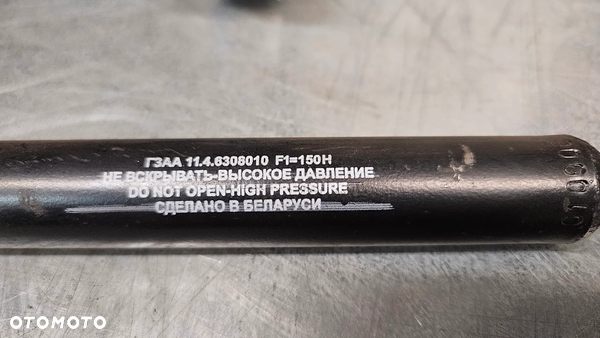 ГЗАА 11.4.6308010 F1=150Н
НЕ ВСКРЫВАТЬ-ВЫСОКОЕ ДАВЛЕНИЕ
DO NOT OPEN-HIGH PRESSURE
СДЕЛАНО В БЕЛАРУСИ
OTOMOTO